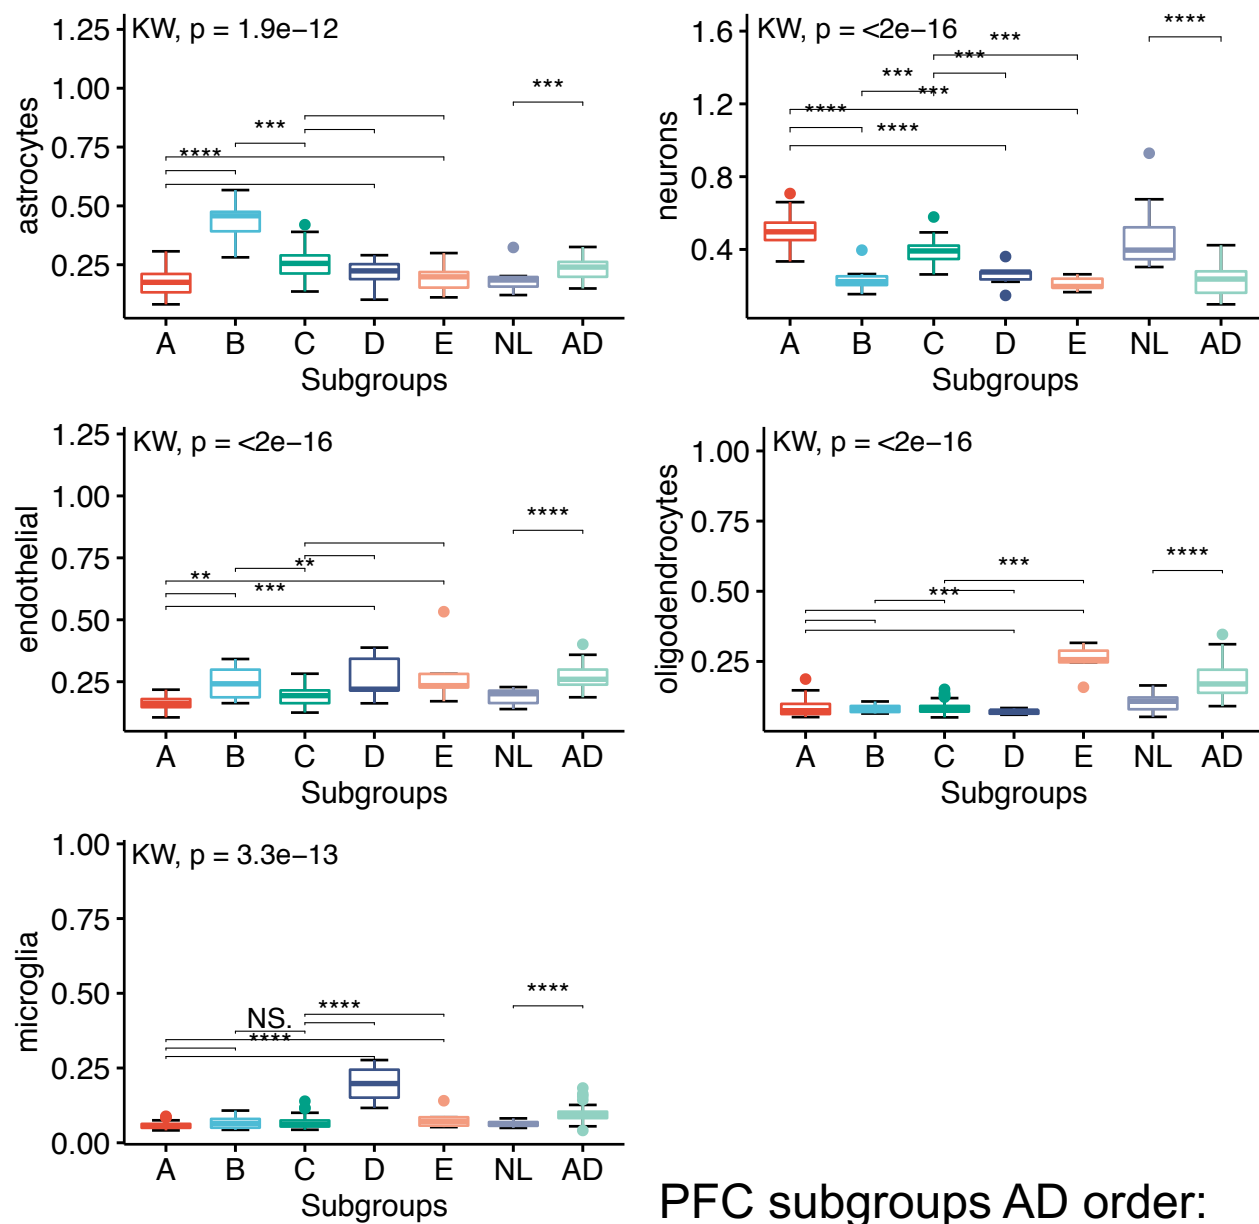 KW, p = 1.9e−12
astrocytes
1.25
1.00
0.75
0.50
0.25
***
***
****
A B C D E NL AD
Subgroups
KW, p = <2e−16
neurons
1.6
1.2
0.8
0.4
****
***
***
***
***
****
****
A B C D E NL AD
Subgroups
KW, p = <2e−16
endothelial
1.25
1.00
0.75
0.50
0.25
****
**
**
***
A B C D E NL AD
Subgroups
KW, p = <2e−16
oligodendrocytes
1.00
0.75
0.50
0.25
****
***
***
A B C D E NL AD
Subgroups
KW, p = 3.3e−13
microglia
1.00
0.75
0.50
0.25
0.00
****
****
NS.
****
A B C D E NL AD
Subgroups
PFC subgroups AD order: